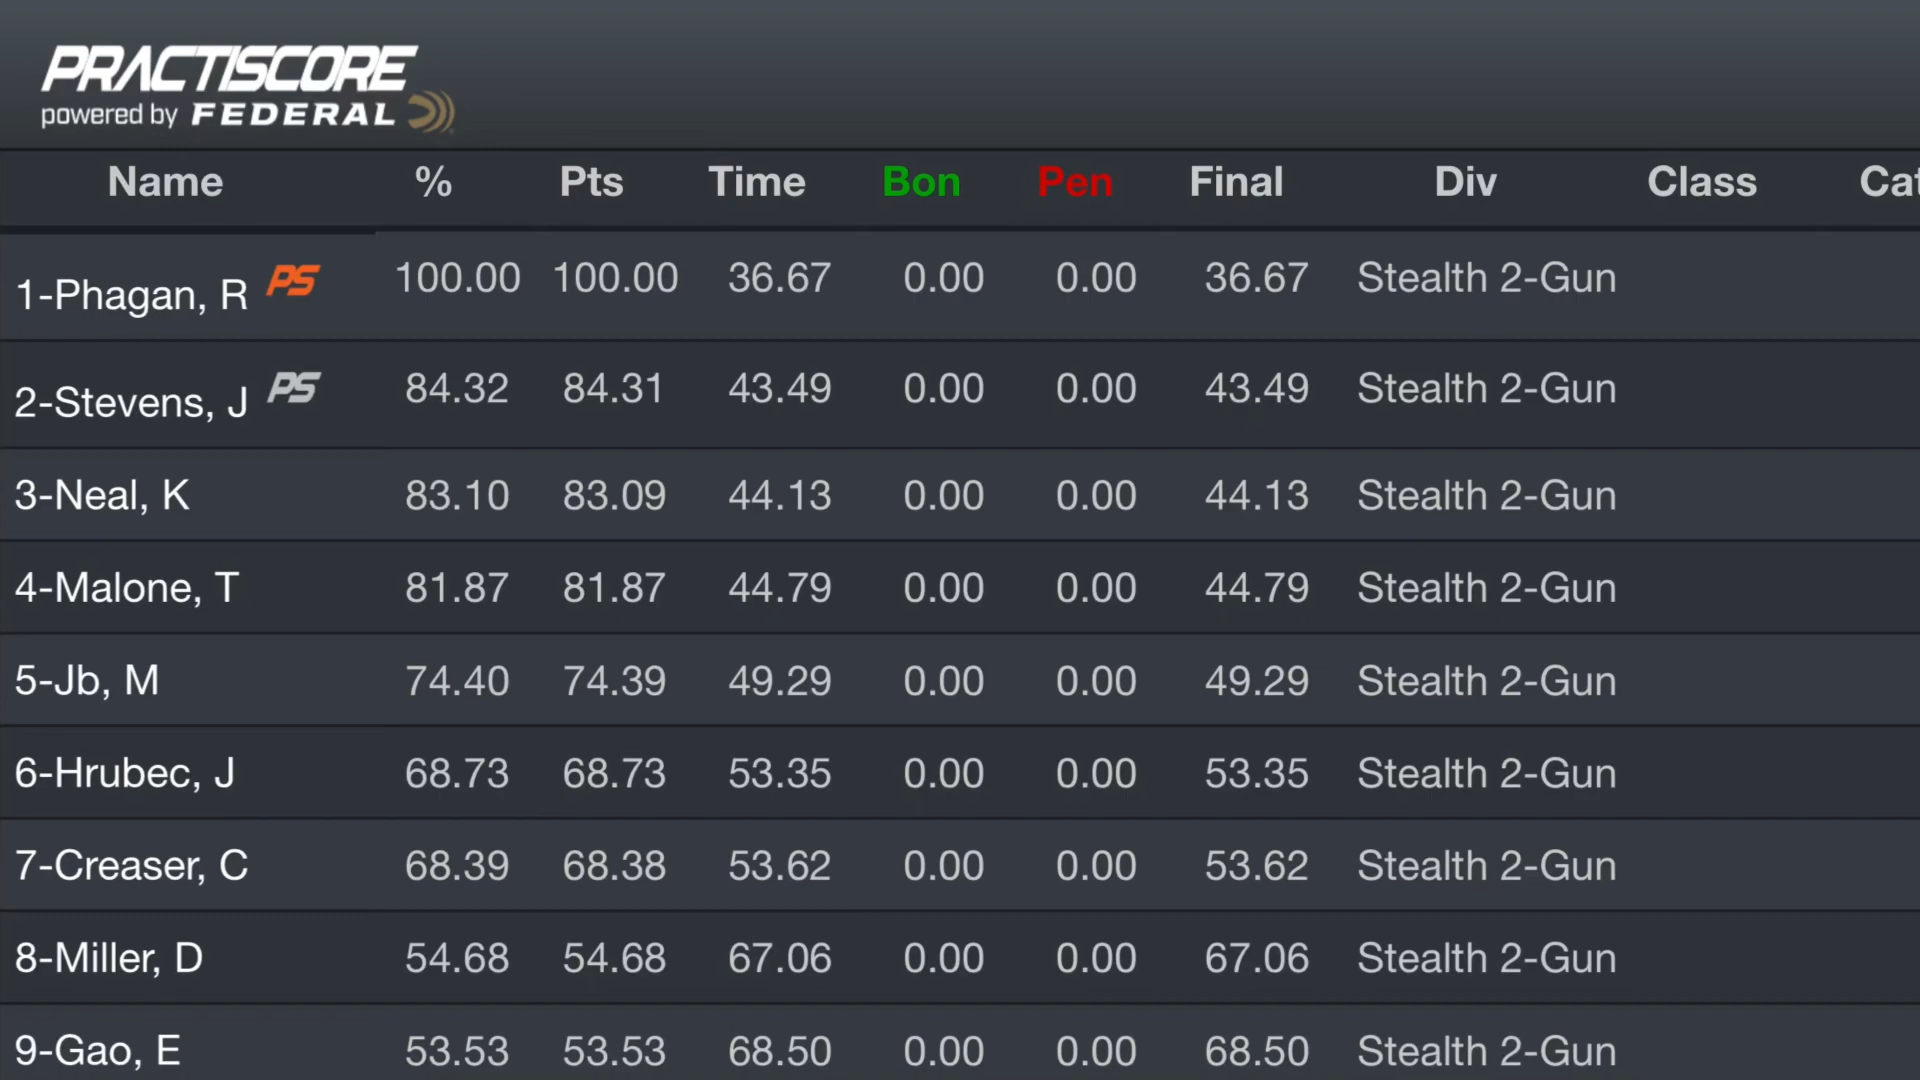 PRACTISCORE
powered by FEDERAL
Name % Pts Time Bon Pen Final Div Class Cat
1-Phagan, R PS 100.00 100.00 36.67 0.00 0.00 36.67 Stealth 2-Gun
2-Stevens, J PS 84.32 84.31 43.49 0.00 0.00 43.49 Stealth 2-Gun
3-Neal, K 83.10 83.09 44.13 0.00 0.00 44.13 Stealth 2-Gun
4-Malone, T 81.87 81.87 44.79 0.00 0.00 44.79 Stealth 2-Gun
5-Jb, M 74.40 74.39 49.29 0.00 0.00 49.29 Stealth 2-Gun
6-Hrubec, J 68.73 68.73 53.35 0.00 0.00 53.35 Stealth 2-Gun
7-Creaser, C 68.39 68.38 53.62 0.00 0.00 53.62 Stealth 2-Gun
8-Miller, D 54.68 54.68 67.06 0.00 0.00 67.06 Stealth 2-Gun
9-Gao, E 53.53 53.53 68.50 0.00 0.00 68.50 Stealth 2-Gun